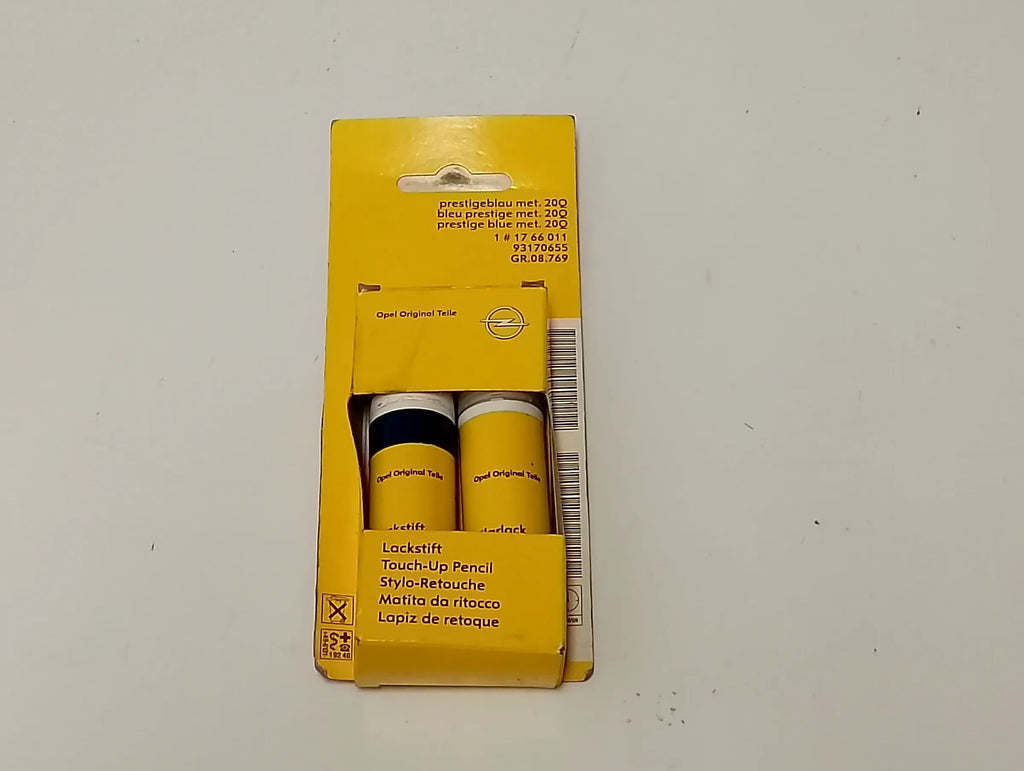 prestigeblau met. 20Q
bleu prestige met. 20Q
prestige blue met. 20Q
1 # 17 66 011
93170655
GR.08.769
Opel Original Teile
Opel Original Teile
Opel Original Teile
Lackstift
Touch-Up Pencil
Stylo-Retouche
Matita da ritocco
Lapiz de retoque